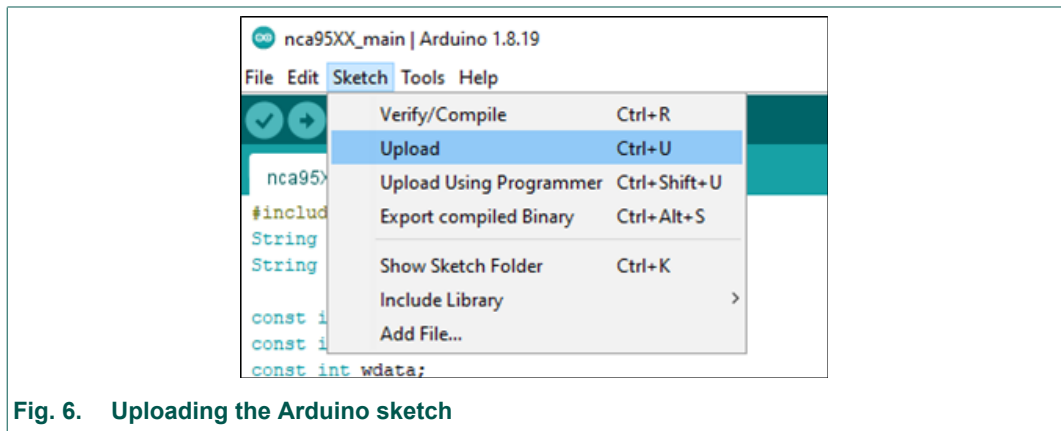 nca95XX_main | Arduino 1.8.19
File Edit Sketch Tools Help
Verify/Compile Ctrl+R
Upload Ctrl+U
nca95X
Upload Using Programmer Ctrl+Shift+U
#includ
Export compiled Binary Ctrl+Alt+S
String
String
Show Sketch Folder Ctrl+K
Include Library >
const i
Add File...
const i
const int wdata;
Fig. 6. Uploading the Arduino sketch